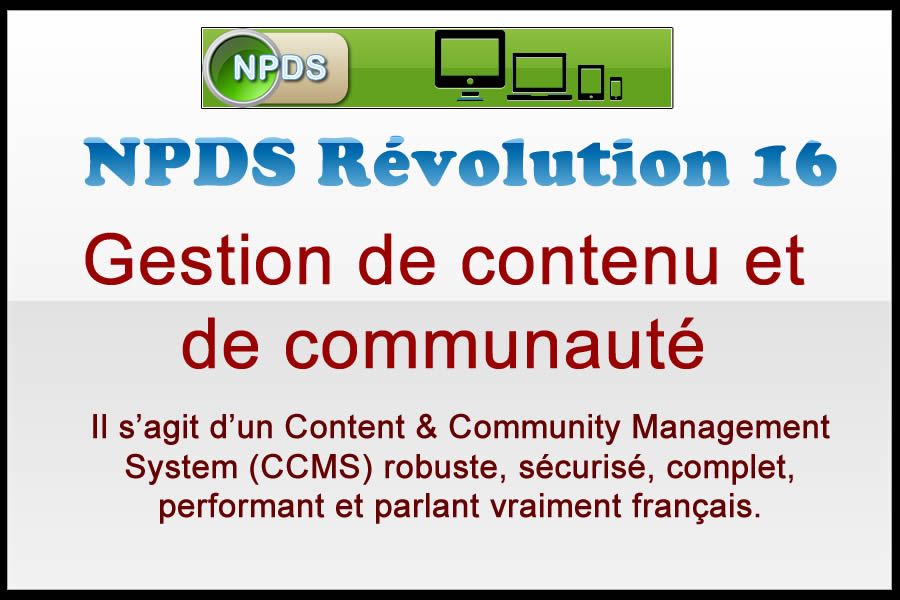 NPDS
NPDS Révolution 16
Gestion de contenu et
de communauté
Il s’agit d’un Content & Community Management
System (CCMS) robuste, sécurisé, complet,
performant et parlant vraiment français.